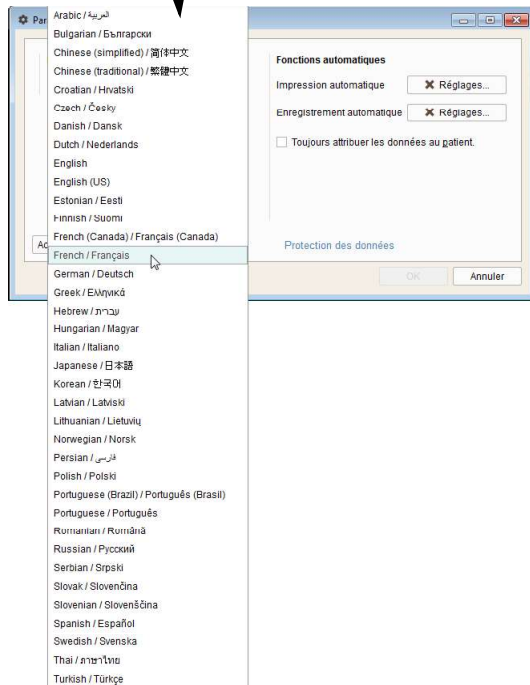 Par
Arabic / العربية
Bulgarian / Български
Chinese (simplified) / 简体中文
Chinese (traditional) / 繁體中文
Croatian / Hrvatski
Czech / Česky
Danish / Dansk
Dutch / Nederlands
English
English (US)
Estonian / Eesti
Finnish / Suomi
French (Canada) / Français (Canada)
French / Français
German / Deutsch
Greek / Ελληνικά
Hebrew / עברית
Hungarian / Magyar
Italian / Italiano
Japanese / 日本語
Korean / 한국어
Latvian / Latviski
Lithuanian / Lietuvių
Norwegian / Norsk
Persian / فارسی
Polish / Polski
Portuguese (Brazil) / Português (Brasil)
Portuguese / Português
Romanian / Română
Russian / Русский
Serbian / Srpski
Slovak / Slovenčina
Slovenian / Slovenščina
Spanish / Español
Swedish / Svenska
Thai / ภาษาไทย
Turkish / Türkçe
Fonctions automatiques
Impression automatique Réglages...
Enregistrement automatique Réglages...
Toujours attribuer les données au patient.
Ad
Protection des données
OK Annuler